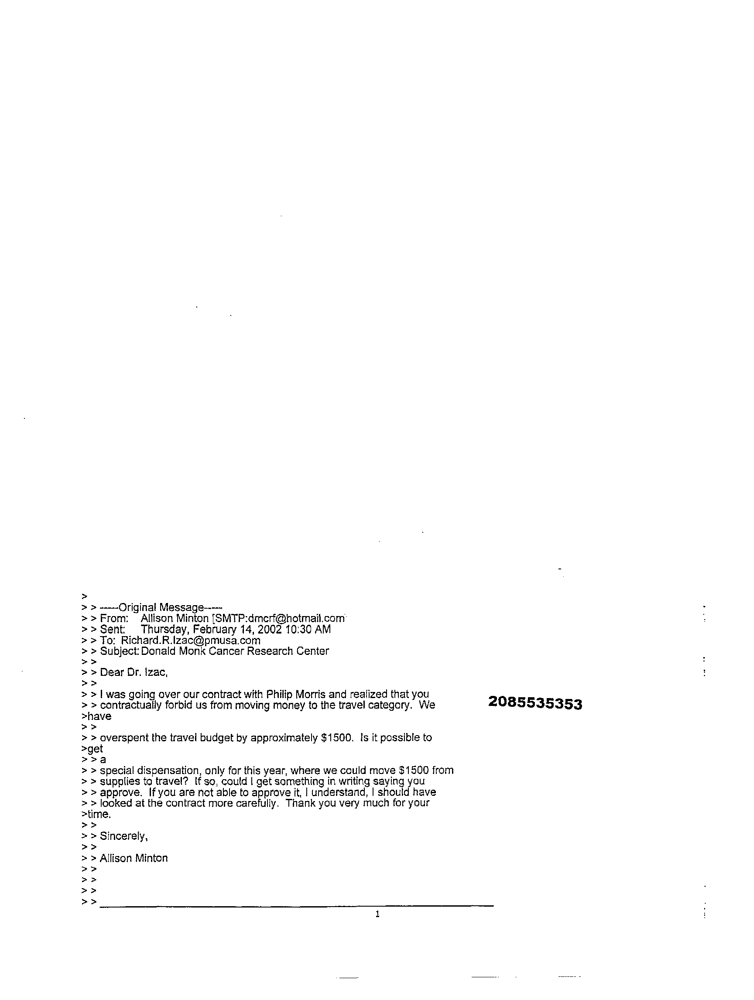 >
> > -----Original Message-----
> > From: Allison Minton [SMTP:dmcrf@hotmail.com
> > Sent: Thursday, February 14, 2002 10:30 AM
> > To: Richard.R.Izac@pmusa.com
> > Subject: Donald Monk Cancer Research Center
> >
> > Dear Dr. Izac,
> >
> > I was going over our contract with Philip Morris and realized that you
> > contractually forbid us from moving money to the travel category. We
2085535353
>have
> >
> > overspent the travel budget by approximately $1500. Is it possible to
>get
> > a
> > special dispensation, only for this year, where we could move $1500 from
> > supplies to travel? If so, could I get something in writing saying you
> > approve. If you are not able to approve it, I understand, I should have
> > looked at the contract more carefully. Thank you very much for your
>time.
> >
> > Sincerely,
> >
> > Allison Minton
> >
> >
> >
> >
1